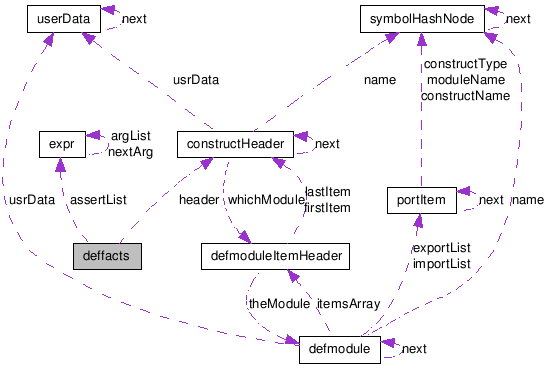 userData
next
symbolHashNode
next
constructType
moduleName
constructName
usrData
name
argList
nextArg
expr
constructHeader
next
usrData
assertList
header
whichModule
lastItem
firstItem
portItem
next
name
deffacts
defmoduleItemHeader
exportList
importList
theModule
itemsArray
defmodule
next